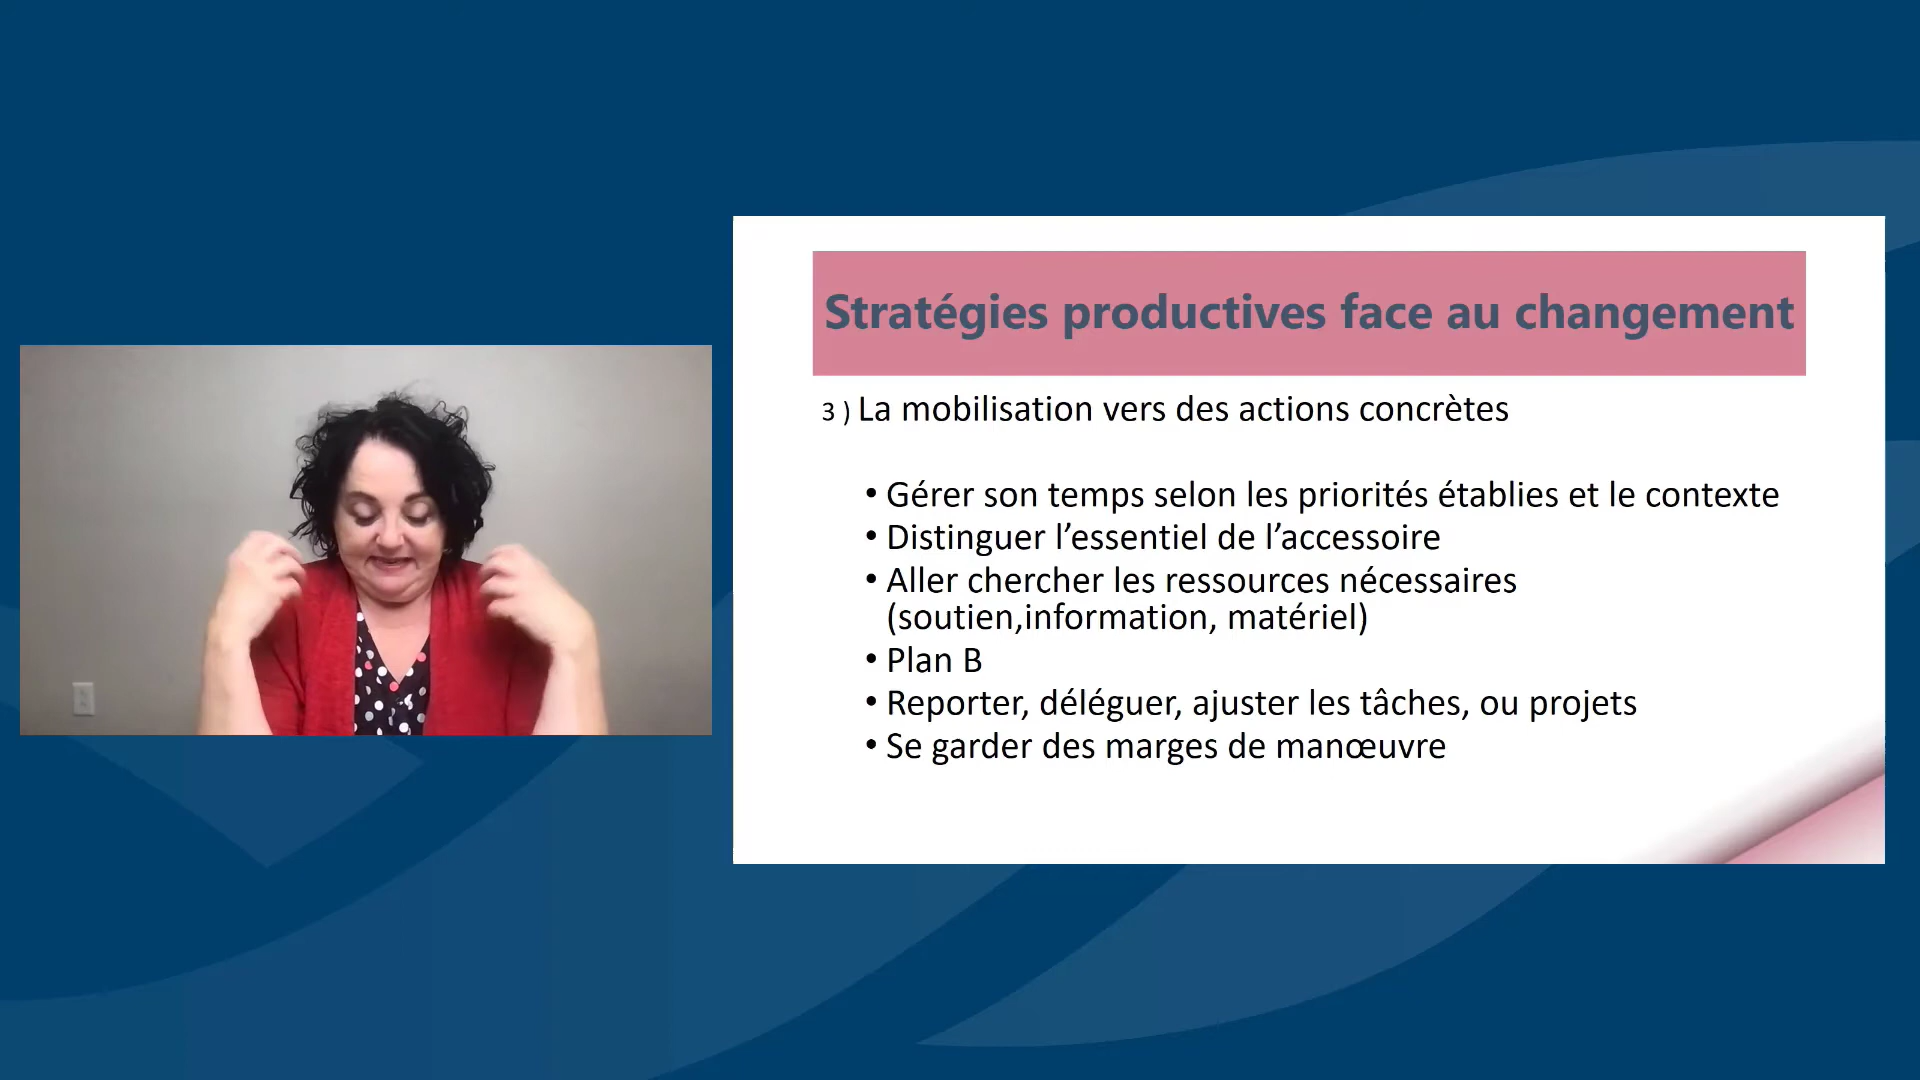 Stratégies productives face au changement
3 ) La mobilisation vers des actions concrètes
• Gérer son temps selon les priorités établies et le contexte
• Distinguer l’essentiel de l’accessoire
• Aller chercher les ressources nécessaires
(soutien,information, matériel)
• Plan B
• Reporter, déléguer, ajuster les tâches, ou projets
• Se garder des marges de manœuvre